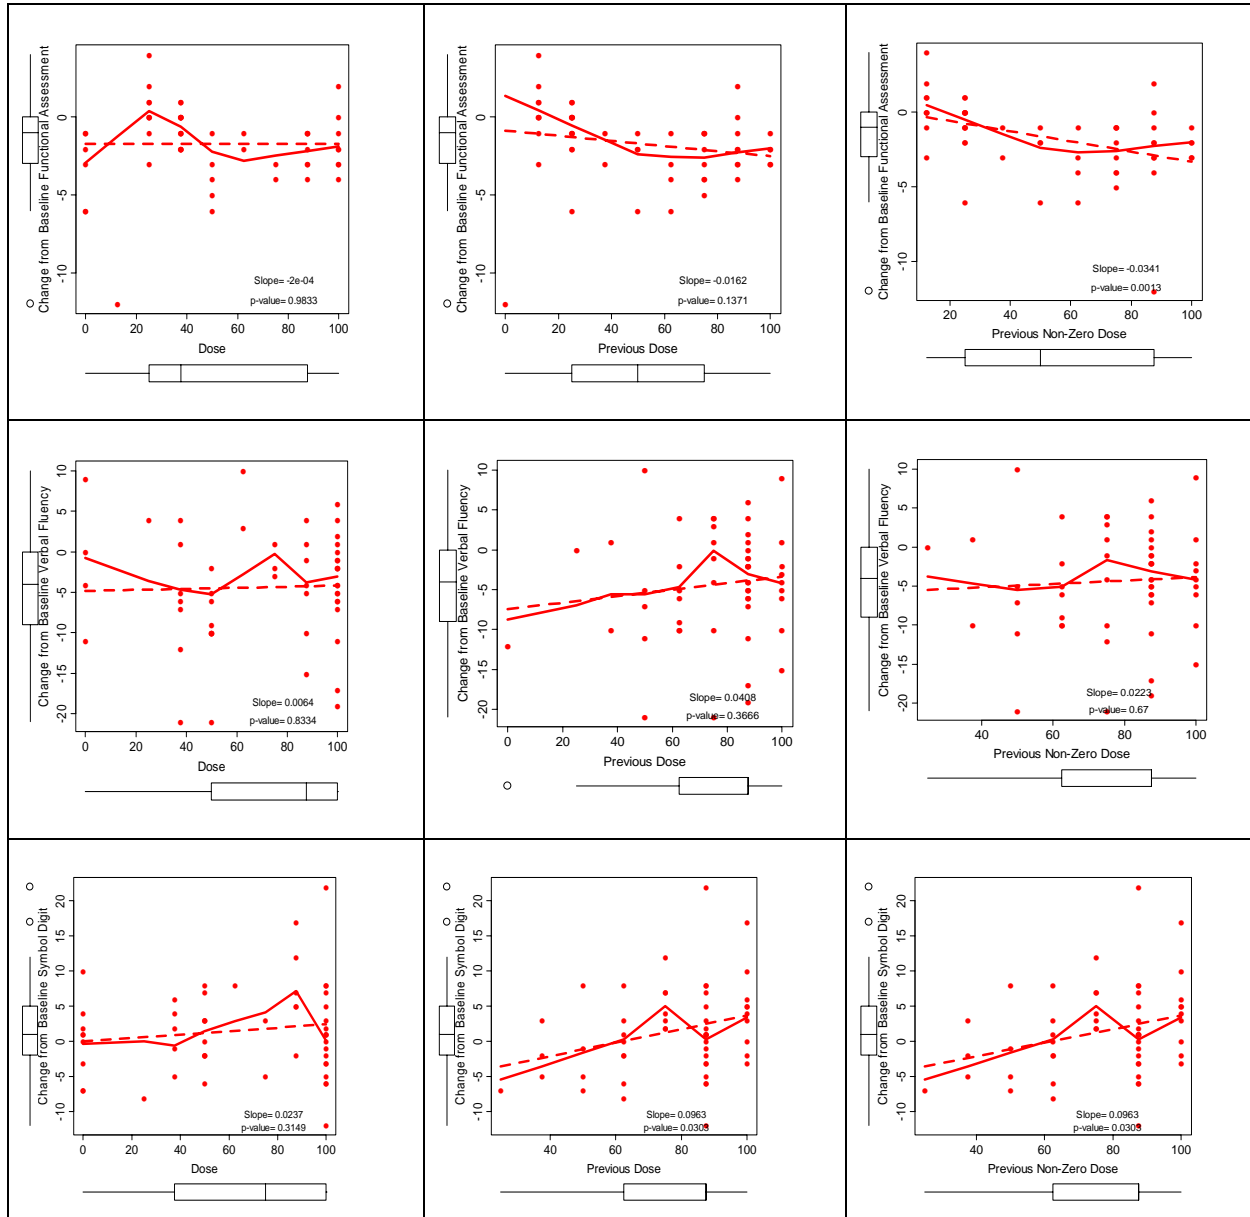 Change from Baseline Functional Assessment
0
-5
-10
Slope= -2e-04
p-value= 0.9833
0 20 40 60 80 100
Dose
Change from Baseline Functional Assessment
0
-5
-10
Slope= -0.0162
p-value= 0.1371
0 20 40 60 80 100
Previous Dose
Change from Baseline Functional Assessment
0
-5
-10
Slope= -0.0341
p-value= 0.0013
20 40 60 80 100
Previous Non-Zero Dose
Change from Baseline Verbal Fluency
10
5
0
-5
-10
-15
-20
Slope= 0.0064
p-value= 0.8334
0 20 40 60 80 100
Dose
Change from Baseline Verbal Fluency
10
5
0
-5
-10
-15
-20
Slope= 0.0408
p-value= 0.3666
0 20 40 60 80 100
Previous Dose
Change from Baseline Verbal Fluency
10
5
0
-5
-10
-15
-20
Slope= 0.0223
p-value= 0.67
40 60 80 100
Previous Non-Zero Dose
Change from Baseline Symbol Digit
20
15
10
5
0
-5
-10
Slope= 0.0237
p-value= 0.3149
0 20 40 60 80 100
Dose
Change from Baseline Symbol Digit
20
15
10
5
0
-5
-10
Slope= 0.0963
p-value= 0.0303
40 60 80 100
Previous Dose
Change from Baseline Symbol Digit
20
15
10
5
0
-5
-10
Slope= 0.0963
p-value= 0.0303
40 60 80 100
Previous Non-Zero Dose